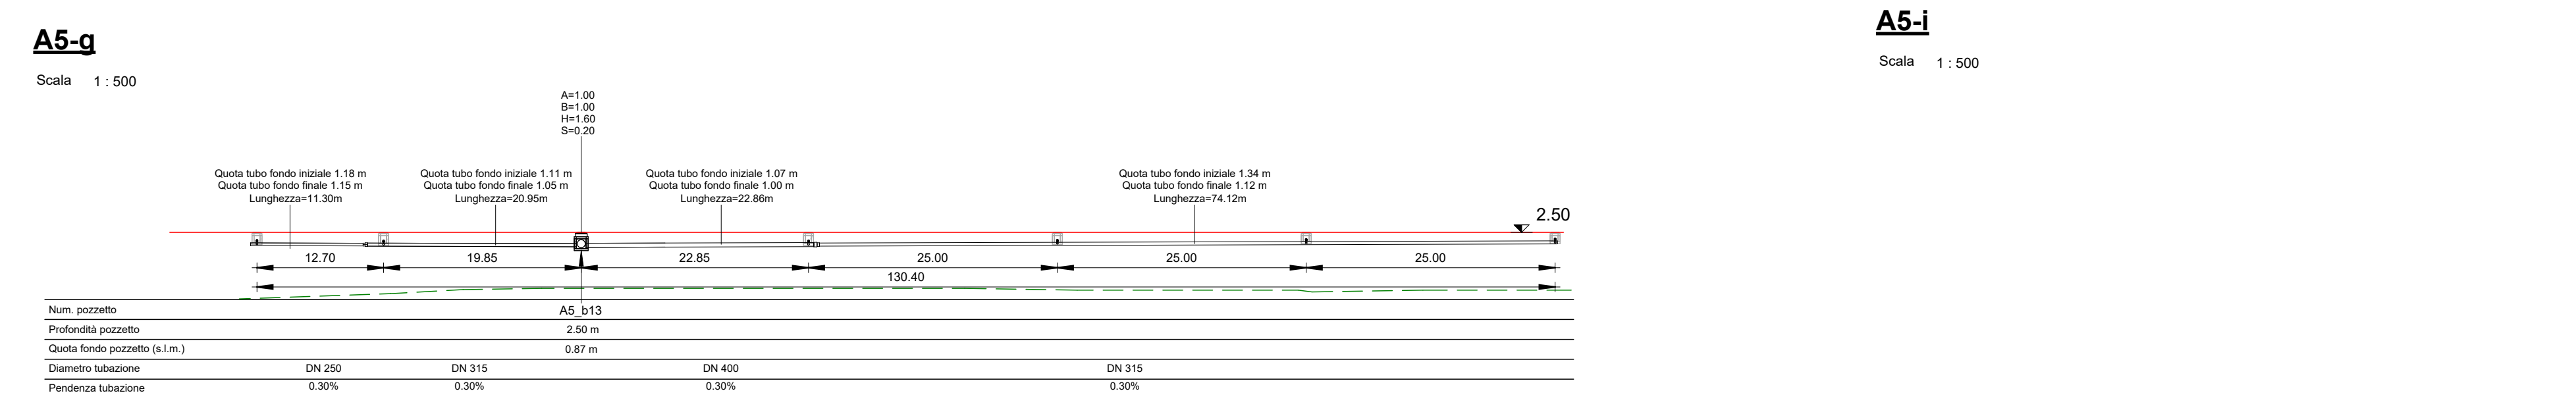 A5-g
Scala 1 : 500
A5-i
Scala 1 : 500
A=1.00
B=1.00
H=1.60
S=0.20
Quota tubo fondo iniziale 1.18 m
Quota tubo fondo finale 1.15 m
Lunghezza=11.30m
Quota tubo fondo iniziale 1.11 m
Quota tubo fondo finale 1.05 m
Lunghezza=20.95m
Quota tubo fondo iniziale 1.07 m
Quota tubo fondo finale 1.00 m
Lunghezza=22.86m
Quota tubo fondo iniziale 1.34 m
Quota tubo fondo finale 1.12 m
Lunghezza=74.12m
2.50
12.70 19.85 22.85 25.00 25.00 25.00
130.40
Num. pozzetto A5_b13
Profondità pozzetto 2.50 m
Quota fondo pozzetto (s.l.m.) 0.87 m
Diametro tubazione DN 250 DN 315 DN 400 DN 315
Pendenza tubazione 0.30% 0.30% 0.30% 0.30%